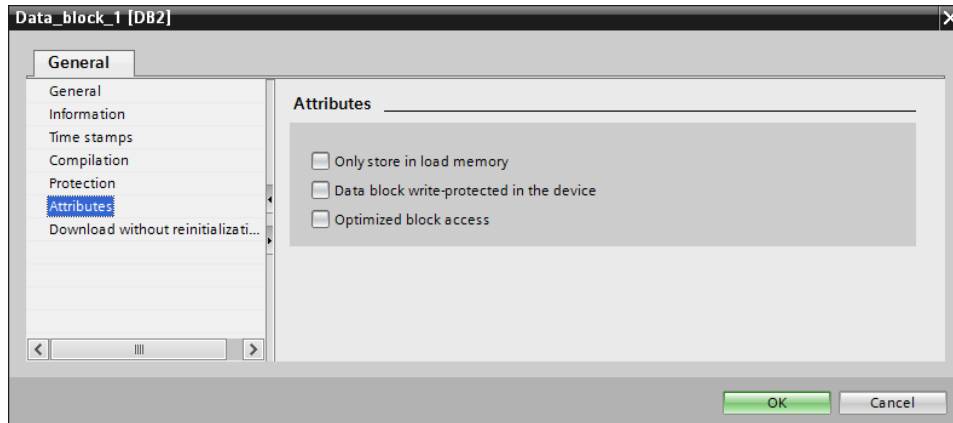 Data_block_1 [DB2]
General
General
Information
Time stamps
Compilation
Protection
Attributes
Download without reinitializati...
Attributes
Only store in load memory
Data block write-protected in the device
Optimized block access
OK
Cancel